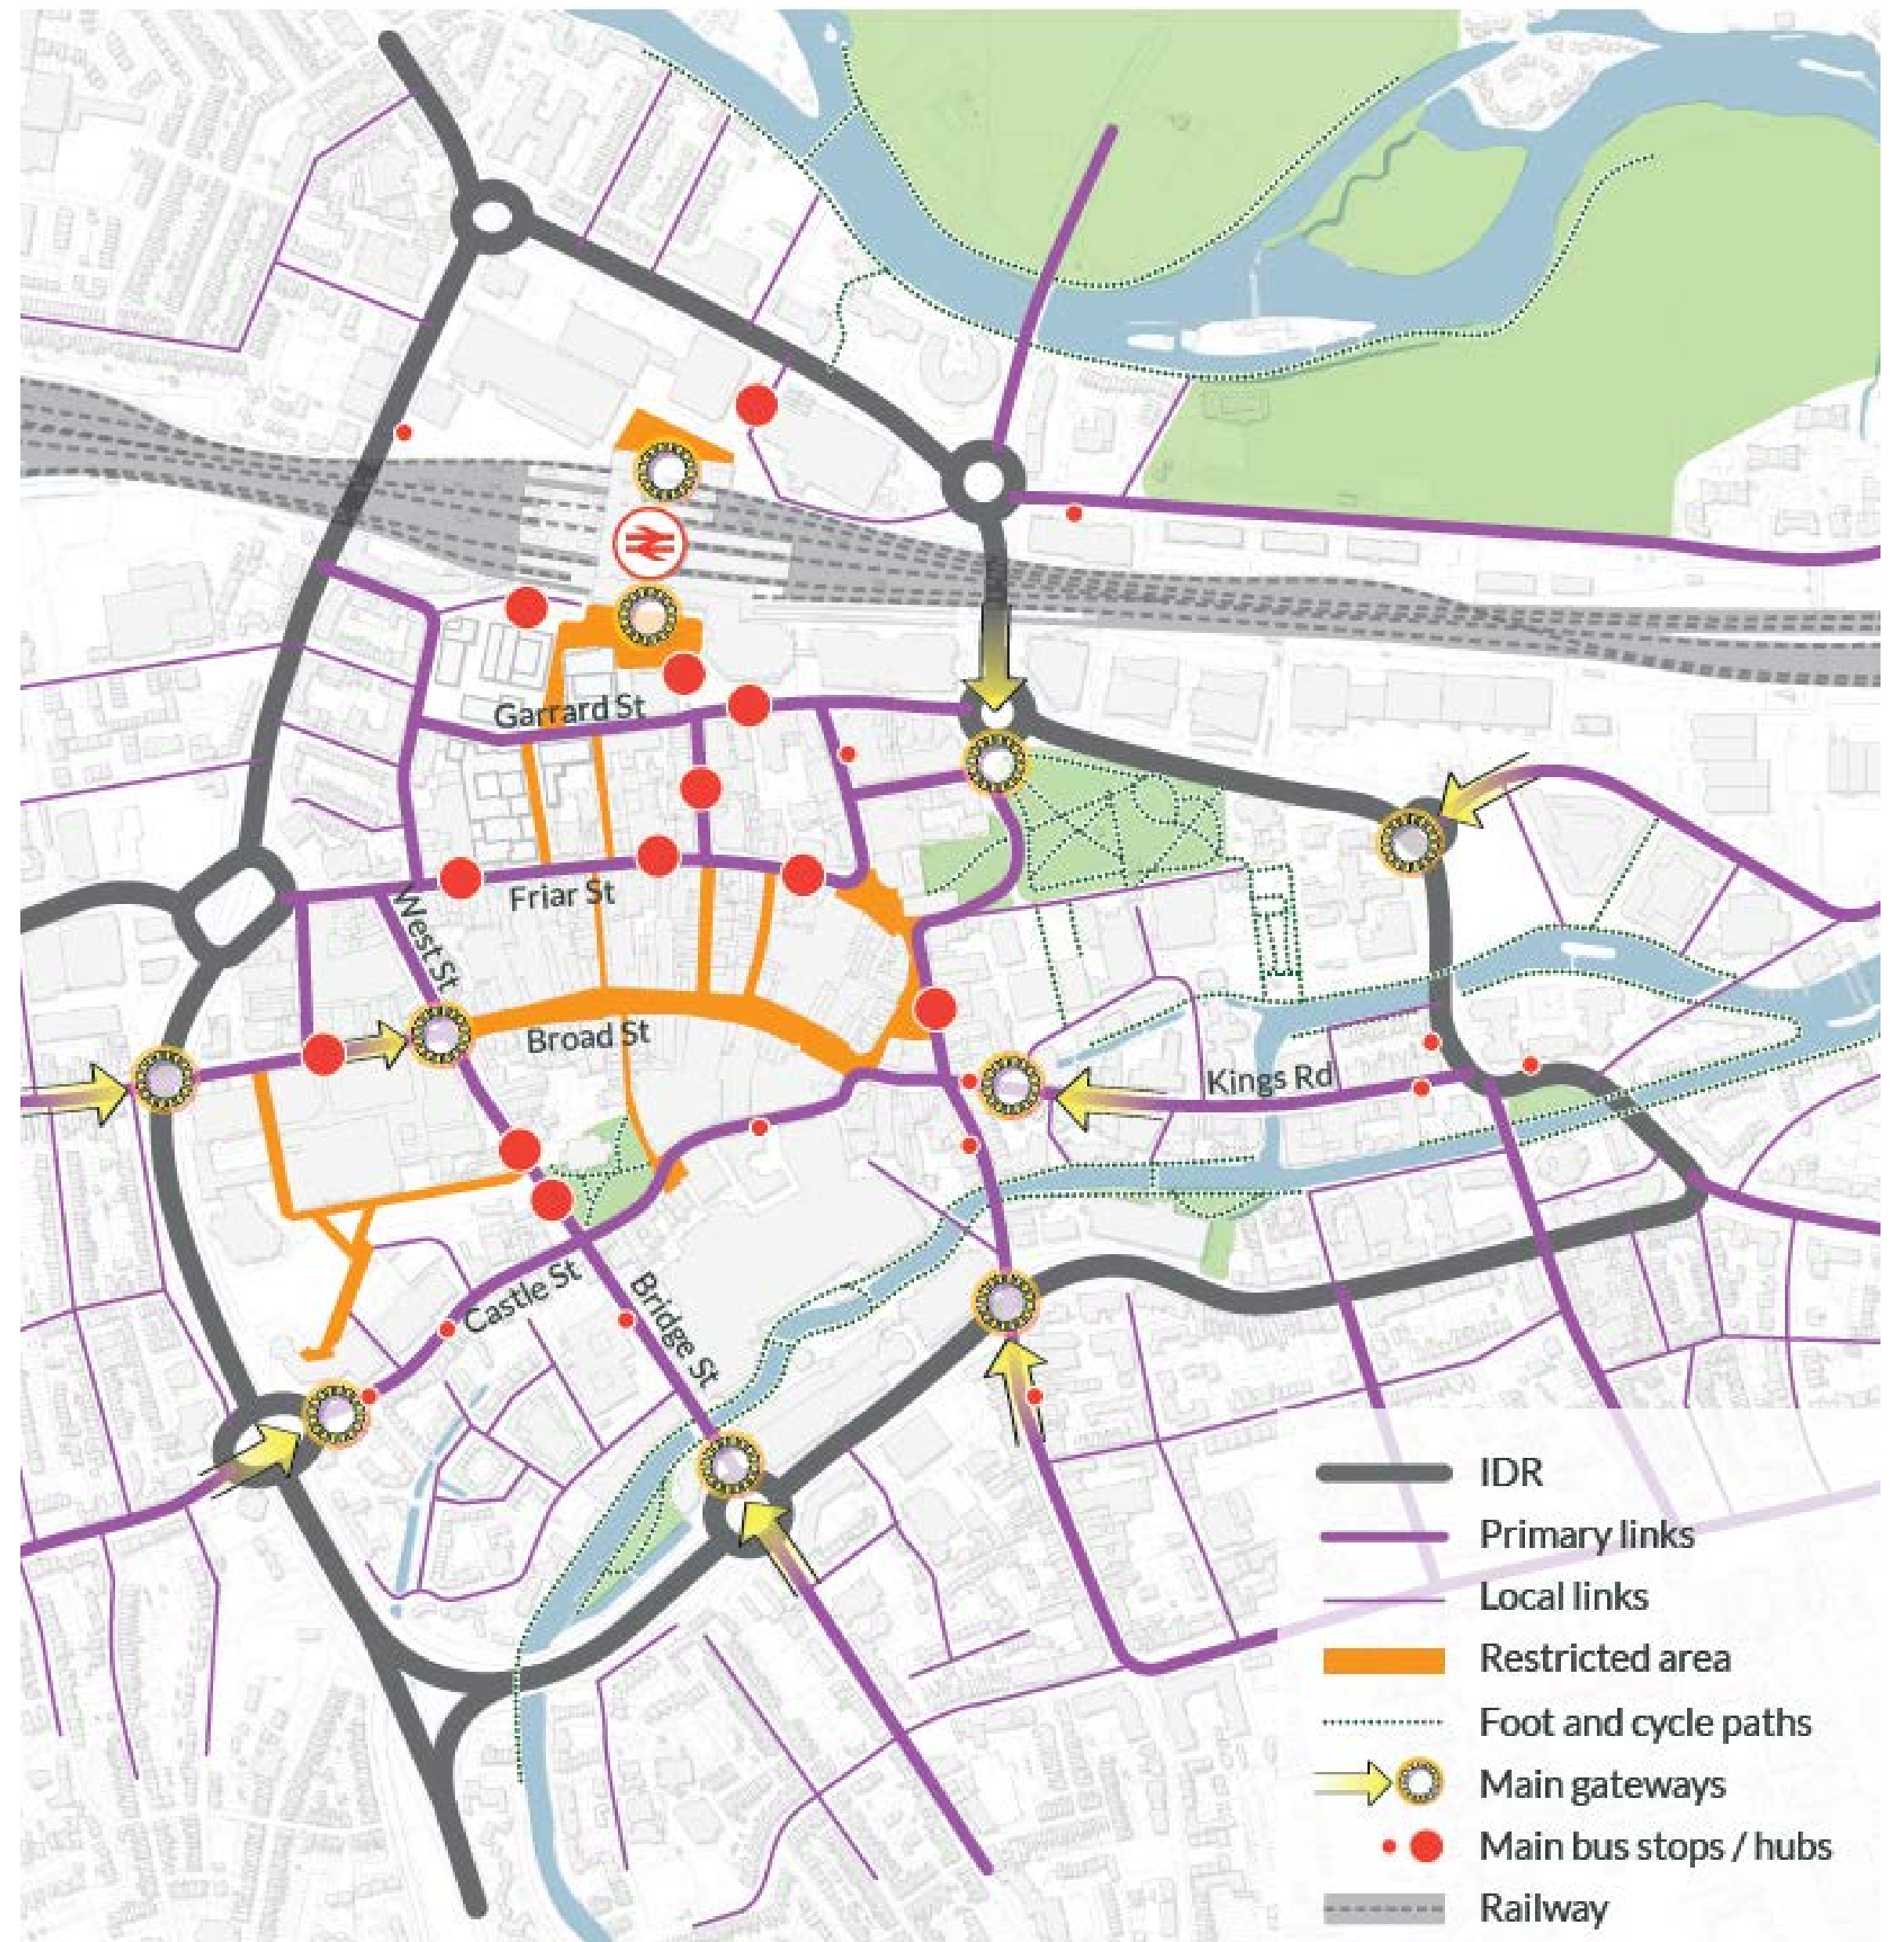 Garrard St
Friar St
West St
Broad St
Kings Rd
Castle St
Bridge St
IDR
Primary links
Local links
Restricted area
Foot and cycle paths
Main gateways
Main bus stops / hubs
Railway